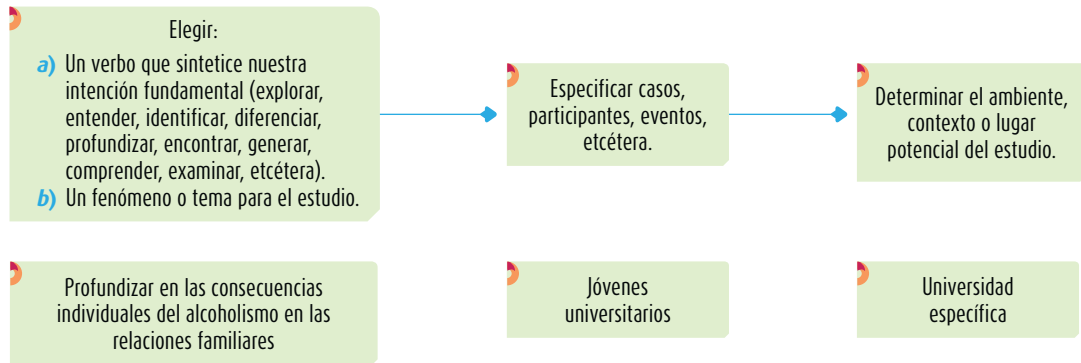 Elegir:
a) Un verbo que sintetice nuestra
intención fundamental (explorar,
entender, identificar, diferenciar,
profundizar, encontrar, generar,
comprender, examinar, etcétera).
b) Un fenómeno o tema para el estudio.
Especificar casos,
participantes, eventos,
etcétera.
Determinar el ambiente,
contexto o lugar
potencial del estudio.
Profundizar en las consecuencias
individuales del alcoholismo en las
relaciones familiares
Jóvenes
universitarios
Universidad
específica